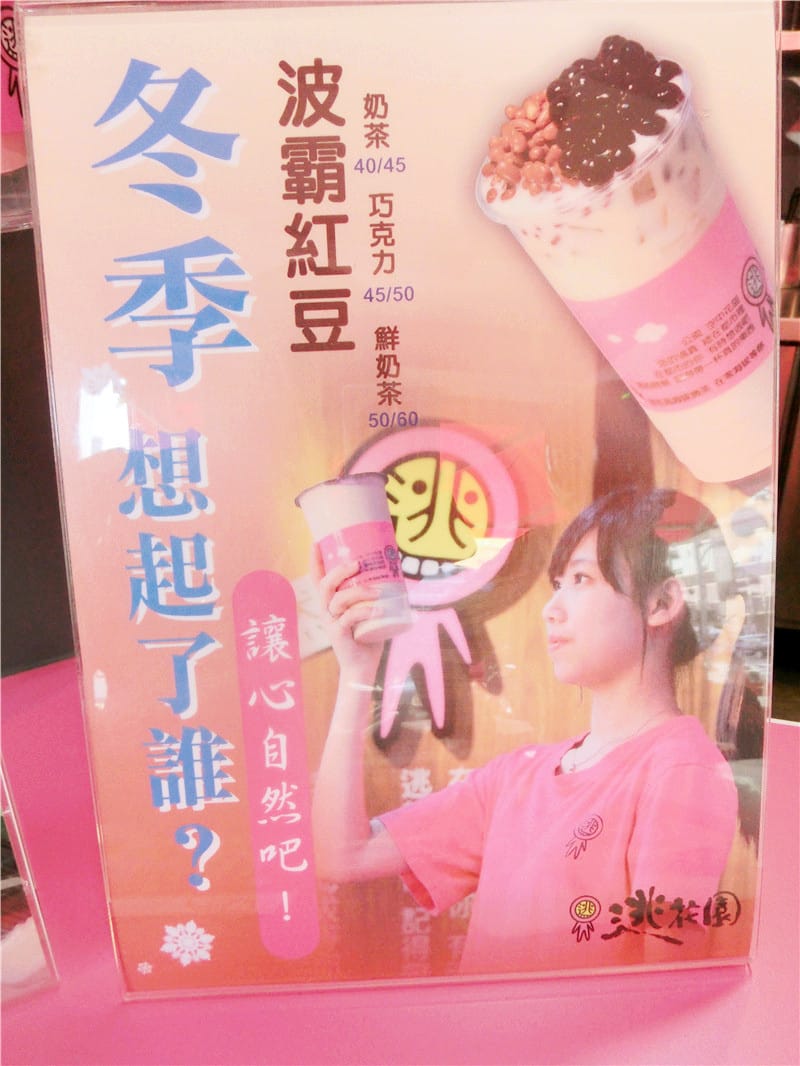 冬季
想起了誰?
波霸紅豆
奶茶
40/45
巧克力
45/50
鮮奶茶
50/60
讓心自然吧!
逃
逃花園